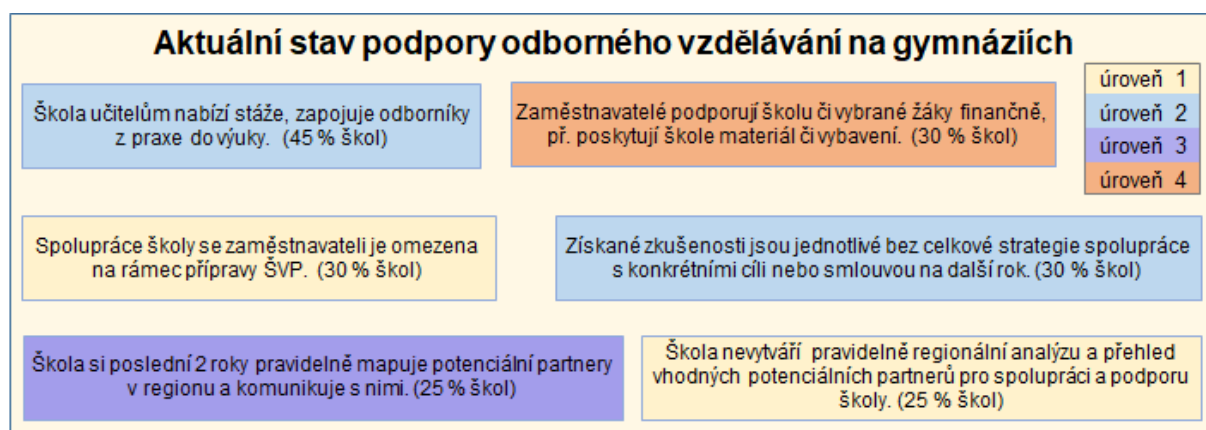 Aktuální stav podpory odborného vzdělávání na gymnáziích
Škola učitelům nabízí stáže, zapojuje odborníky
z praxe do výuky. (45 % škol)
Zaměstnavatelé podporují školu či vybrané žáky finančně,
př. poskytují škole materiál či vybavení. (30 % škol)
úroveň 1
úroveň 2
úroveň 3
úroveň 4
Spolupráce školy se zaměstnavateli je omezena
na rámec přípravy ŠVP. (30 % škol)
Získané zkušenosti jsou jednotlivé bez celkové strategie spolupráce
s konkrétními cíli nebo smlouvou na další rok. (30 % škol)
Škola si poslední 2 roky pravidelně mapuje potenciální partnery
v regionu a komunikuje s nimi. (25 % škol)
Škola nevytváří pravidelně regionální analýzu a přehled
vhodných potenciálních partnerů pro spolupráci a podporu
školy. (25 % škol)